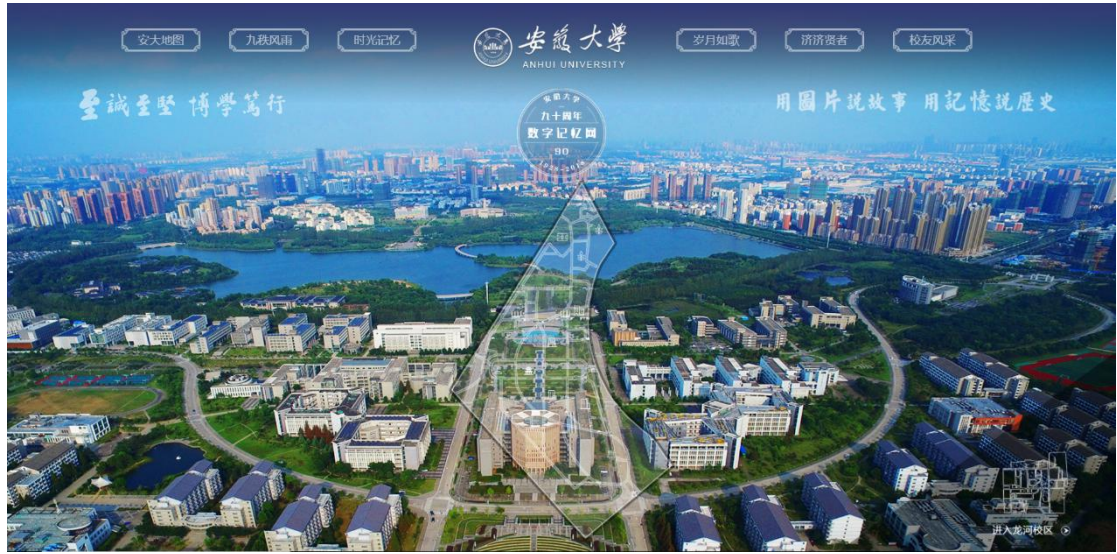 安大地图
九秩风雨
时光记忆
安徽大学
ANHUI UNIVERSITY
岁月如歌
济济贤者
校友风采
至誠至堅 博學篤行
用圖片說故事 用記憶說歷史
安徽大学
九十周年
数字记忆网
90
进入龙河校区